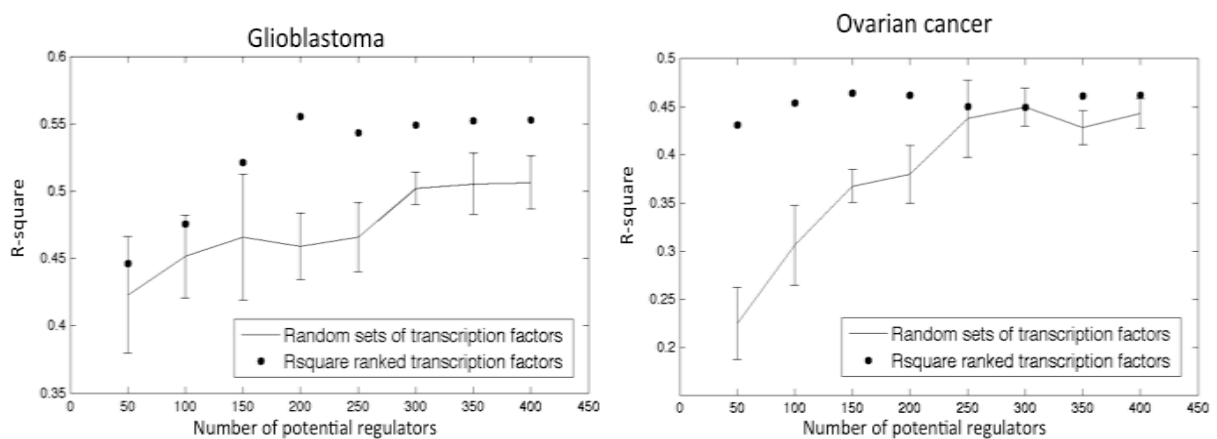 Glioblastoma
0.6
0.55
0.5
0.45
0.4
0.35
R-square
0 50 100 150 200 250 300 350 400 450
Number of potential regulators
Random sets of transcription factors
Rsquare ranked transcription factors
Ovarian cancer
0.5
0.45
0.4
0.35
0.3
0.25
0.2
R-square
0 50 100 150 200 250 300 350 400 450
Number of potential regulators
Random sets of transcription factors
Rsquare ranked transcription factors